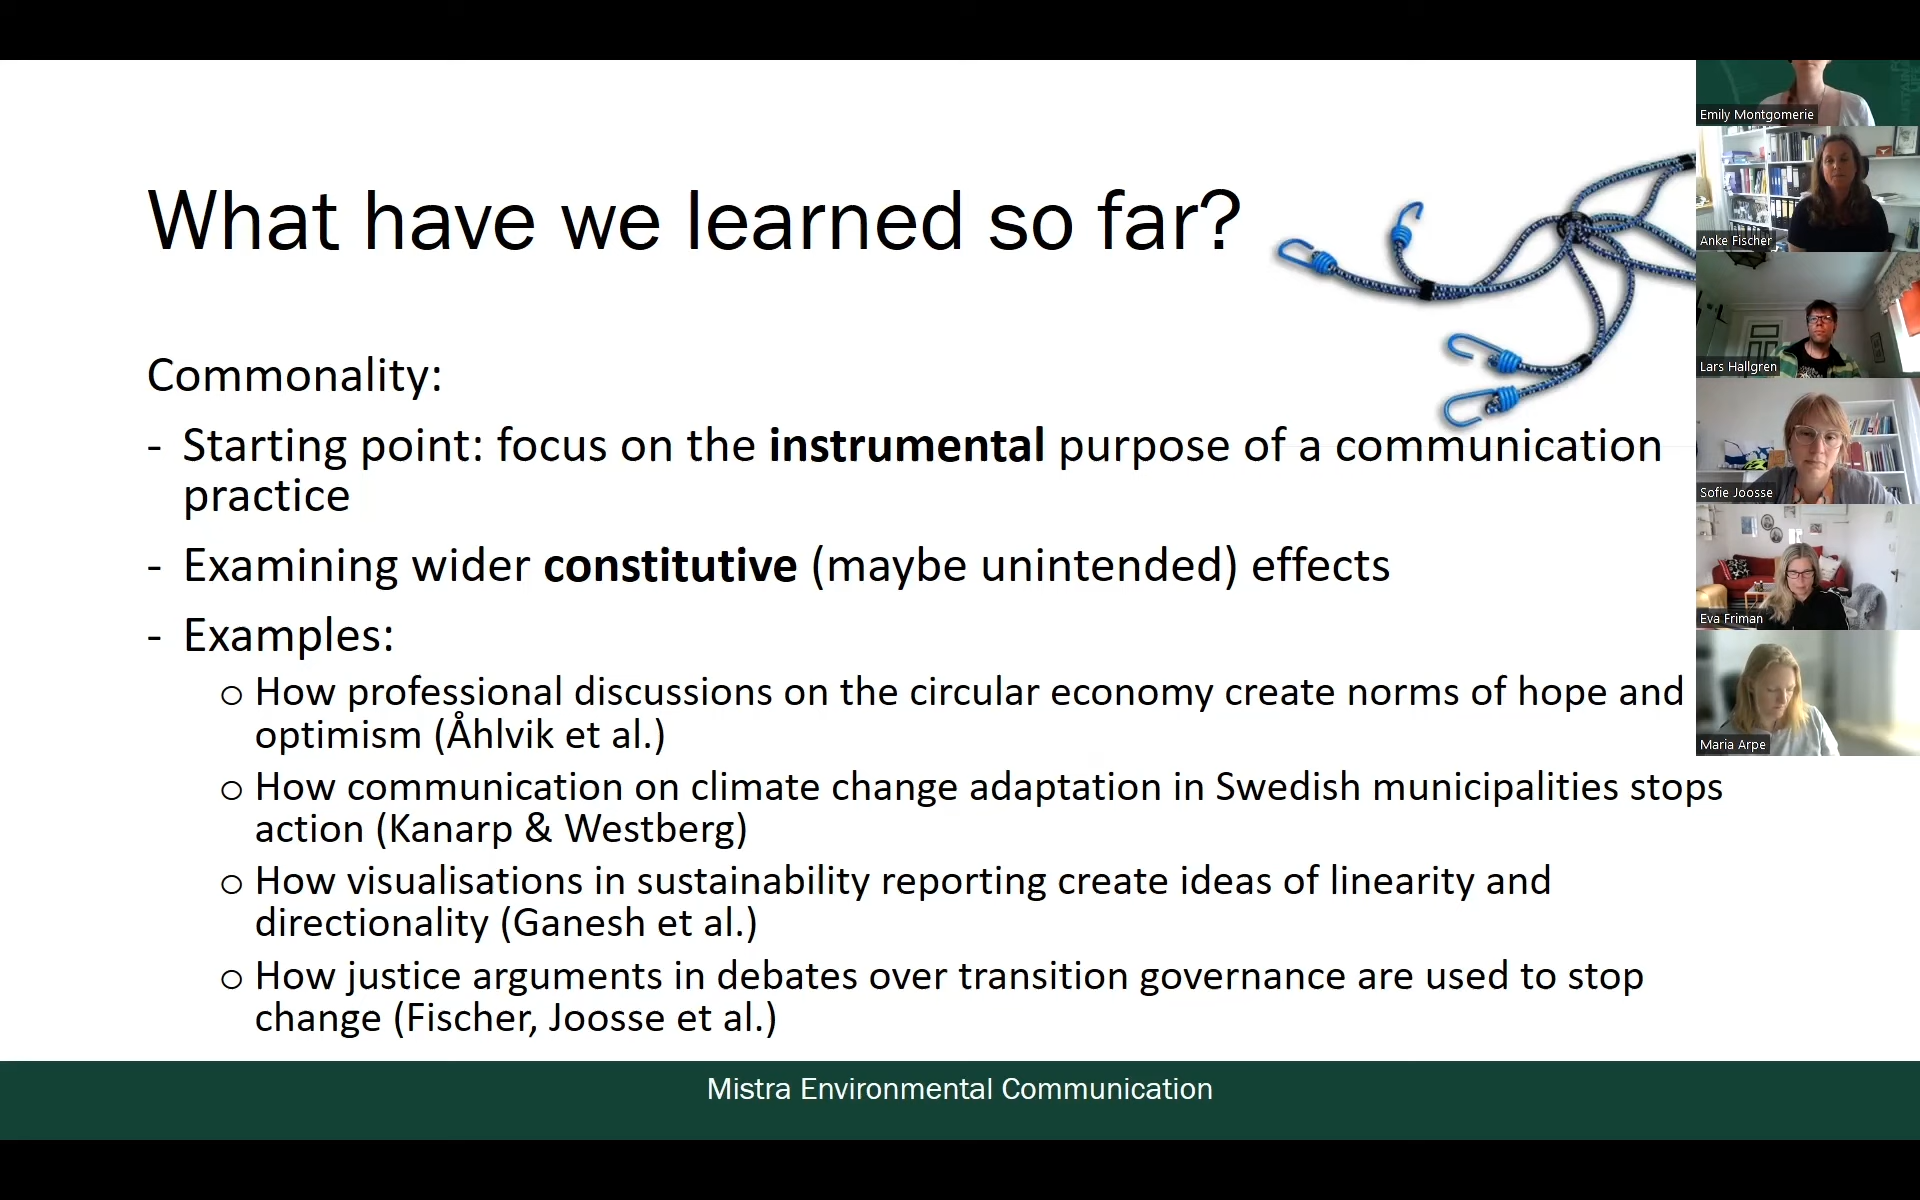 What have we learned so far?
Commonality:
- Starting point: focus on the instrumental purpose of a communication
practice
- Examining wider constitutive (maybe unintended) effects
- Examples:
o How professional discussions on the circular economy create norms of hope and
optimism (Åhlvik et al.)
o How communication on climate change adaptation in Swedish municipalities stops
action (Kanarp & Westberg)
o How visualisations in sustainability reporting create ideas of linearity and
directionality (Ganesh et al.)
o How justice arguments in debates over transition governance are used to stop
change (Fischer, Joosse et al.)
Mistra Environmental Communication
Emily Montgomerie
Anke Fischer
Lars Hallgren
Sofie Joosse
Eva Friman
Maria Arpe